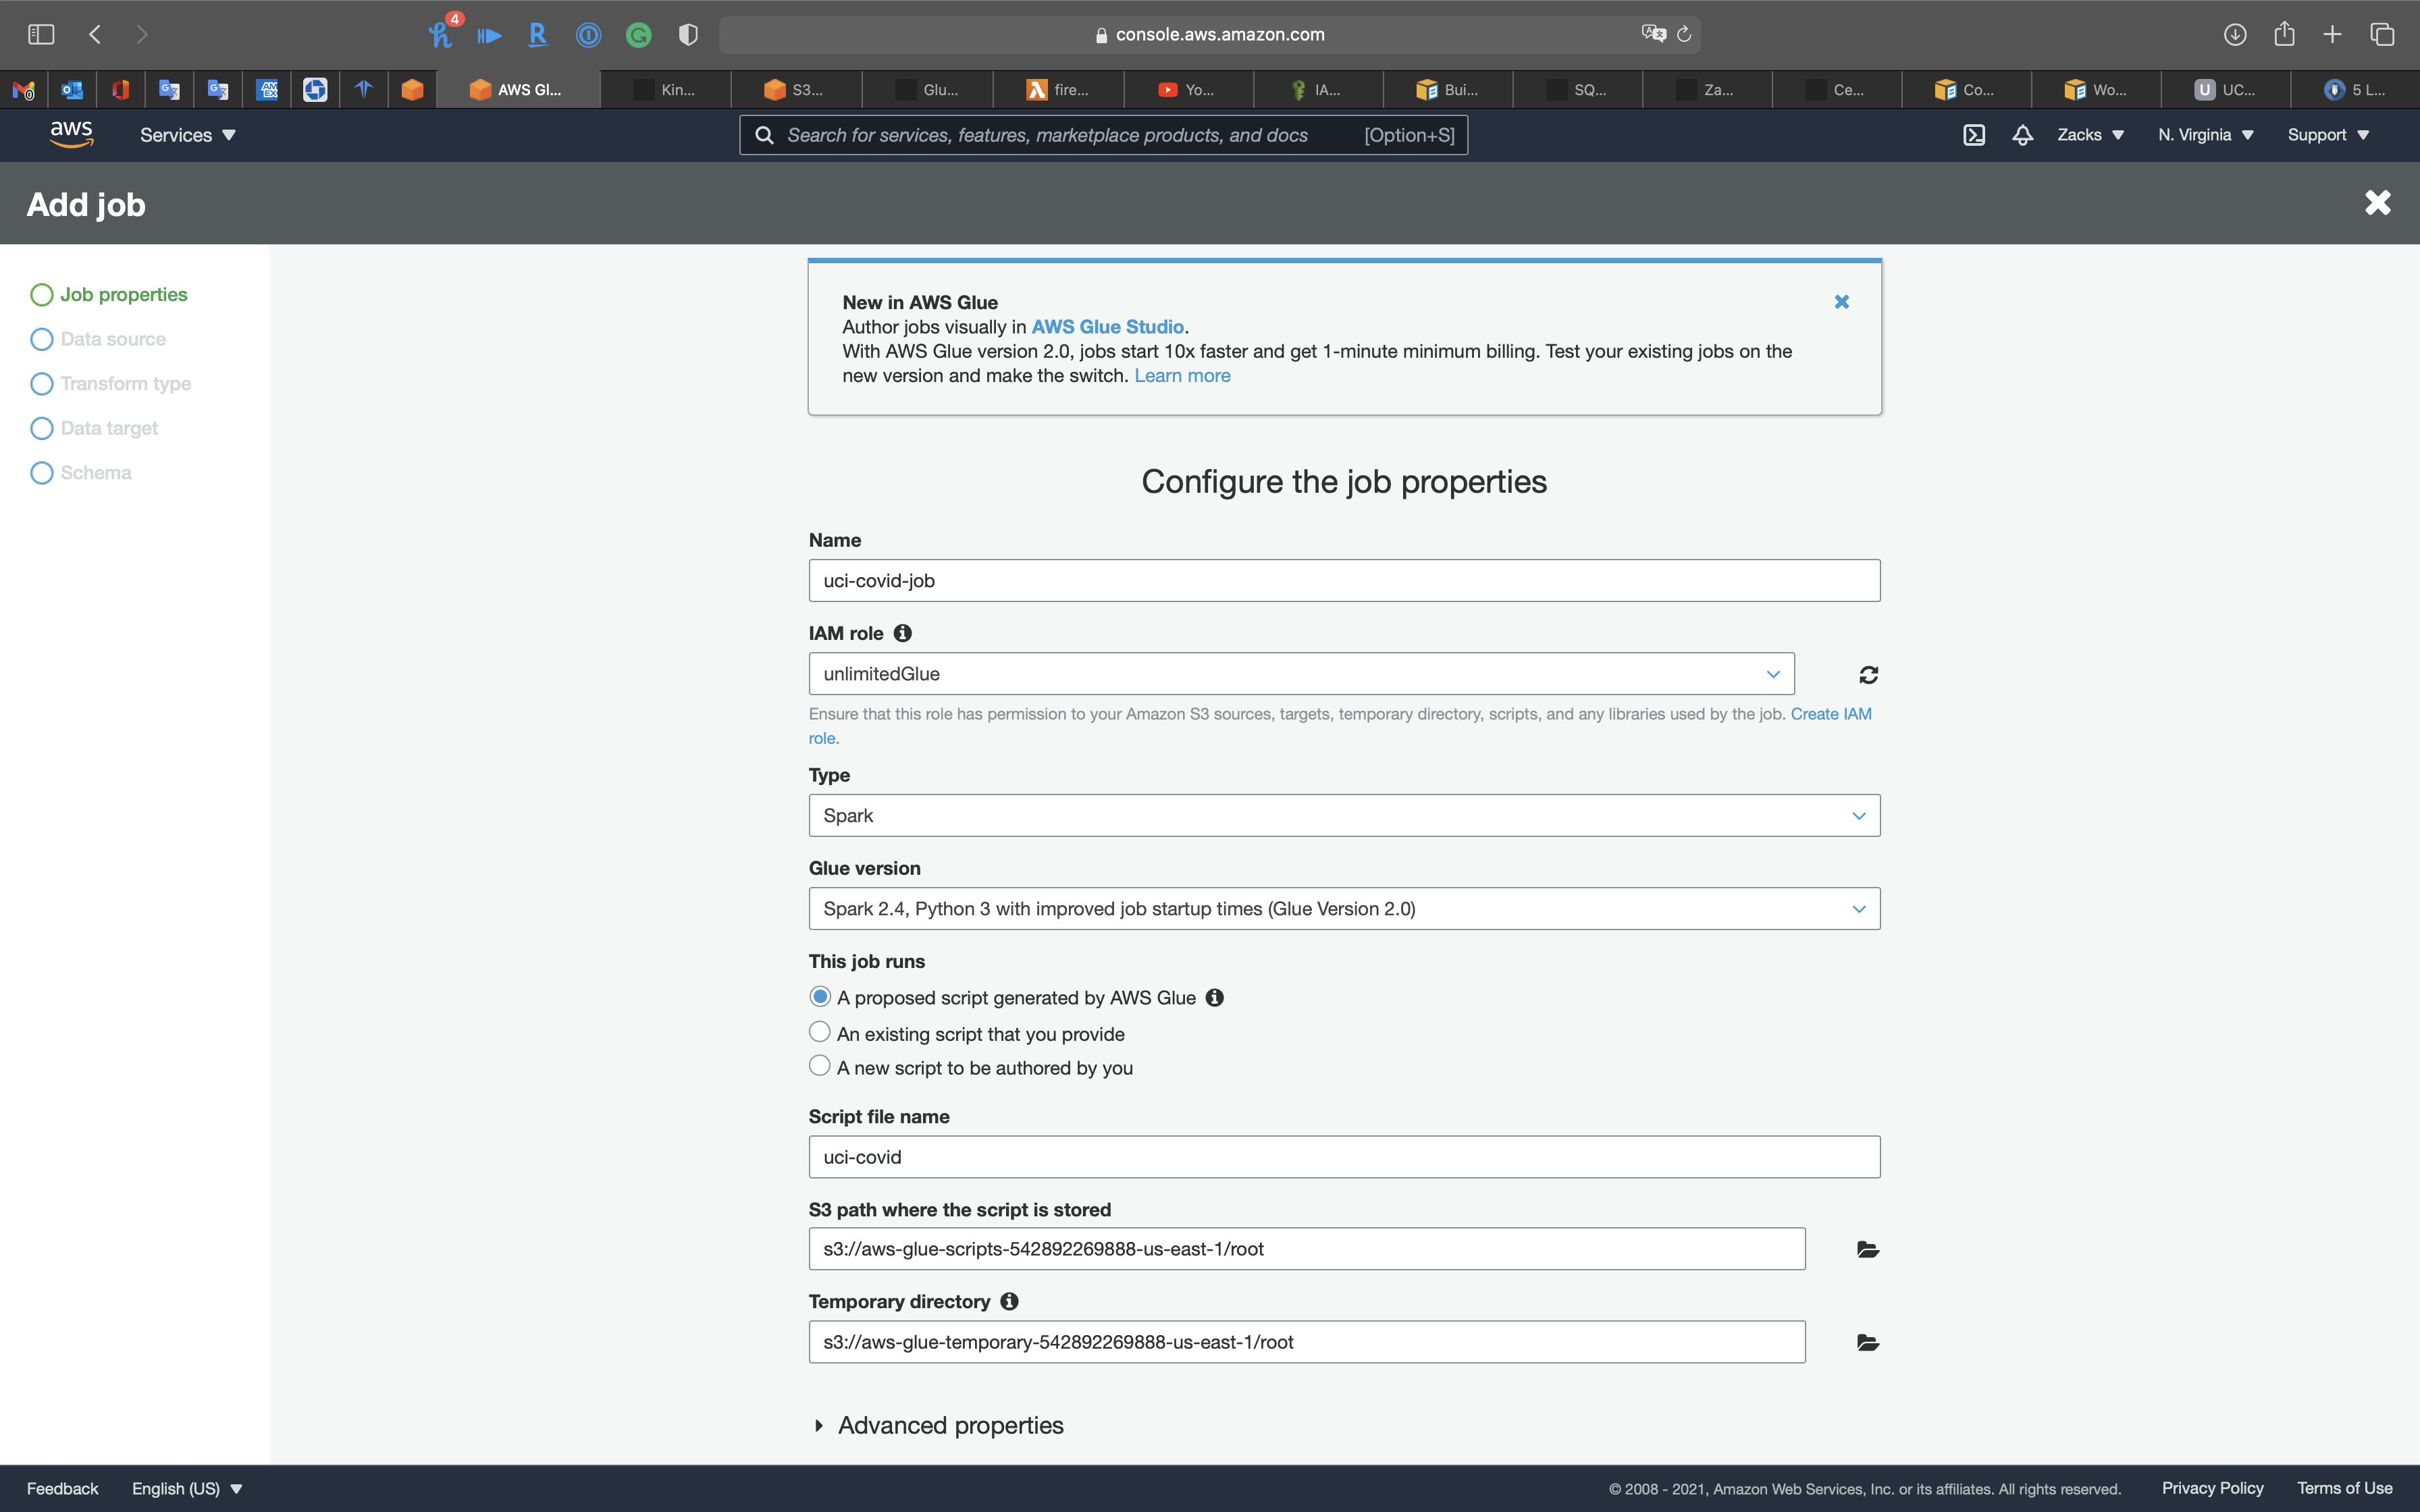 4
console.aws.amazon.com
0
AM
EX
AWS Gl...
Kin...
S3...
Glu...
fire...
Yo...
IA...
Bui...
SQ...
Za...
Ce...
Co...
Wo...
U UC...
5 L...
aws
Services
Search for services, features, marketplace products, and docs [Option+S]
Zacks
N. Virginia
Support
Add job
Job properties
Data source
Transform type
Data target
Schema
New in AWS Glue
Author jobs visually in AWS Glue Studio.
With AWS Glue version 2.0, jobs start 10x faster and get 1-minute minimum billing. Test your existing jobs on the
new version and make the switch. Learn more
Configure the job properties
Name
uci-covid-job
IAM role
unlimitedGlue
Ensure that this role has permission to your Amazon S3 sources, targets, temporary directory, scripts, and any libraries used by the job. Create IAM
role.
Type
Spark
Glue version
Spark 2.4, Python 3 with improved job startup times (Glue Version 2.0)
This job runs
A proposed script generated by AWS Glue
An existing script that you provide
A new script to be authored by you
Script file name
uci-covid
S3 path where the script is stored
s3://aws-glue-scripts-542892269888-us-east-1/root
Temporary directory
s3://aws-glue-temporary-542892269888-us-east-1/root
Advanced properties
Feedback
English (US)
© 2008 - 2021, Amazon Web Services, Inc. or its affiliates. All rights reserved.
Privacy Policy
Terms of Use